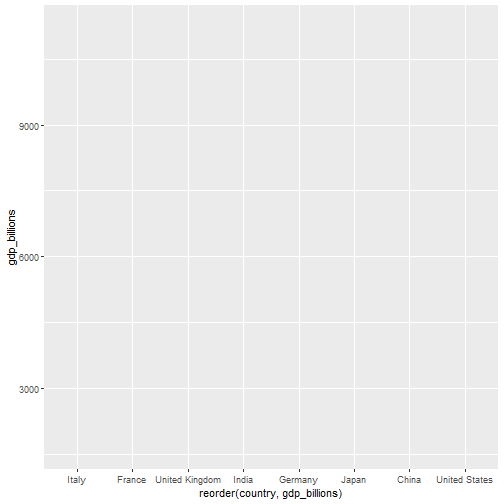 gdp_billions
9000
6000
3000
Italy France United Kingdom India Germany Japan China United States
reorder(country, gdp_billions)